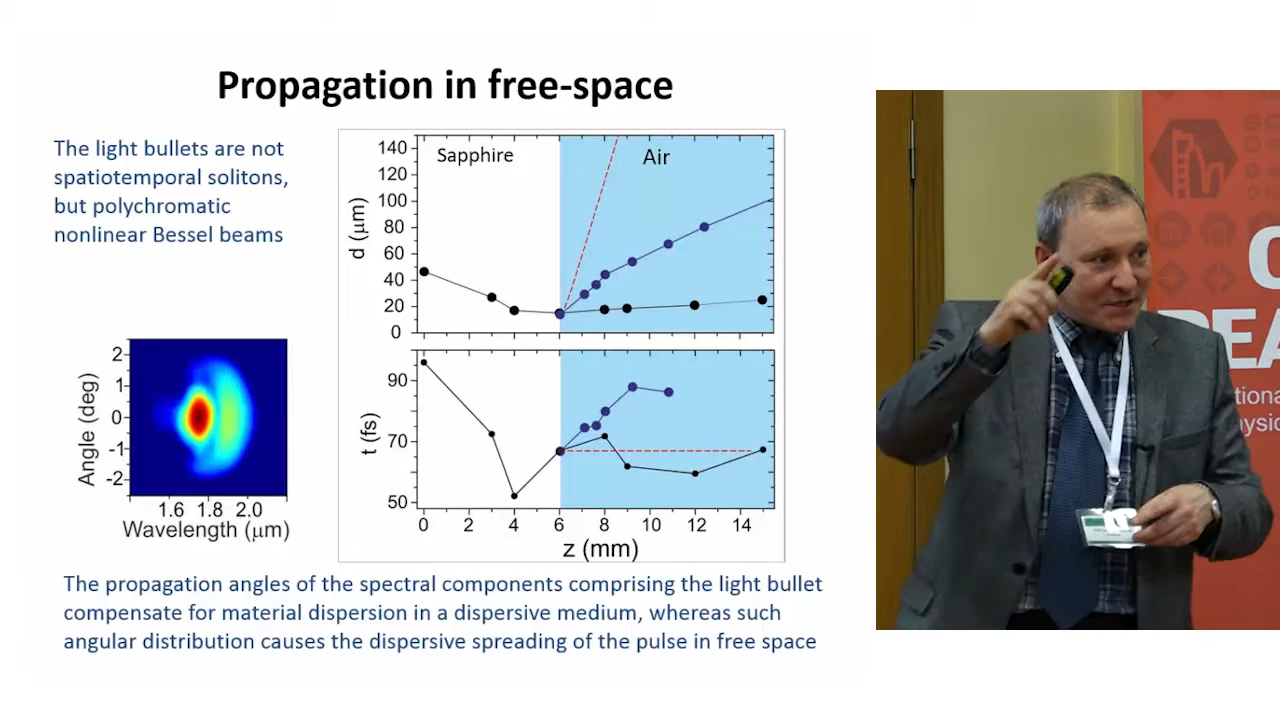 Propagation in free-space
The light bullets are not
spatiotemporal solitons,
but polychromatic
nonlinear Bessel beams
Sapphire
Air
d (μm)
140
120
100
80
60
40
20
0
t (fs)
90
70
50
0 2 4 6 8 10 12 14
z (mm)
Angle (deg)
2
1
0
-1
-2
1.6 1.8 2.0
Wavelength (μm)
The propagation angles of the spectral components comprising the light bullet
compensate for material dispersion in a dispersive medium, whereas such
angular distribution causes the dispersive spreading of the pulse in free space